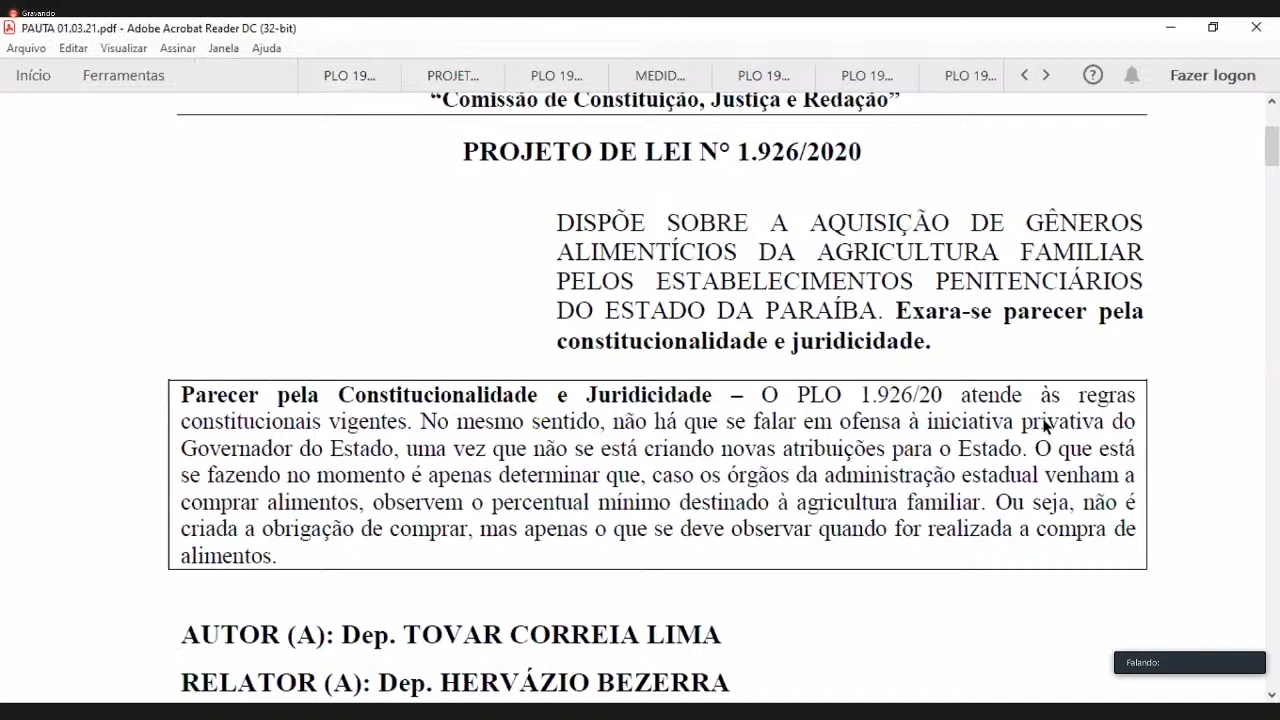 Gravando
PAUTA 01.03.21.pdf - Adobe Acrobat Reader DC (32-bit)
Arquivo Editar Visualizar Assinar Janela Ajuda
Início Ferramentas PLO 19... PROJET... PLO 19... MEDID... PLO 19... PLO 19... PLO 19... Fazer logon
“Comissão de Constituição, Justiça e Redação”
PROJETO DE LEI N° 1.926/2020
DISPÕE SOBRE A AQUISIÇÃO DE GÊNEROS
ALIMENTÍCIOS DA AGRICULTURA FAMILIAR
PELOS ESTABELECIMENTOS PENITENCIÁRIOS
DO ESTADO DA PARAÍBA. Exara-se parecer pela
constitucionalidade e juridicidade.
Parecer pela Constitucionalidade e Juridicidade – O PLO 1.926/20 atende às regras
constitucionais vigentes. No mesmo sentido, não há que se falar em ofensa à iniciativa privativa do
Governador do Estado, uma vez que não se está criando novas atribuições para o Estado. O que está
se fazendo no momento é apenas determinar que, caso os órgãos da administração estadual venham a
comprar alimentos, observem o percentual mínimo destinado à agricultura familiar. Ou seja, não é
criada a obrigação de comprar, mas apenas o que se deve observar quando for realizada a compra de
alimentos.
AUTOR (A): Dep. TOVAR CORREIA LIMA
RELATOR (A): Dep. HERVÁZIO BEZERRA
Falando: